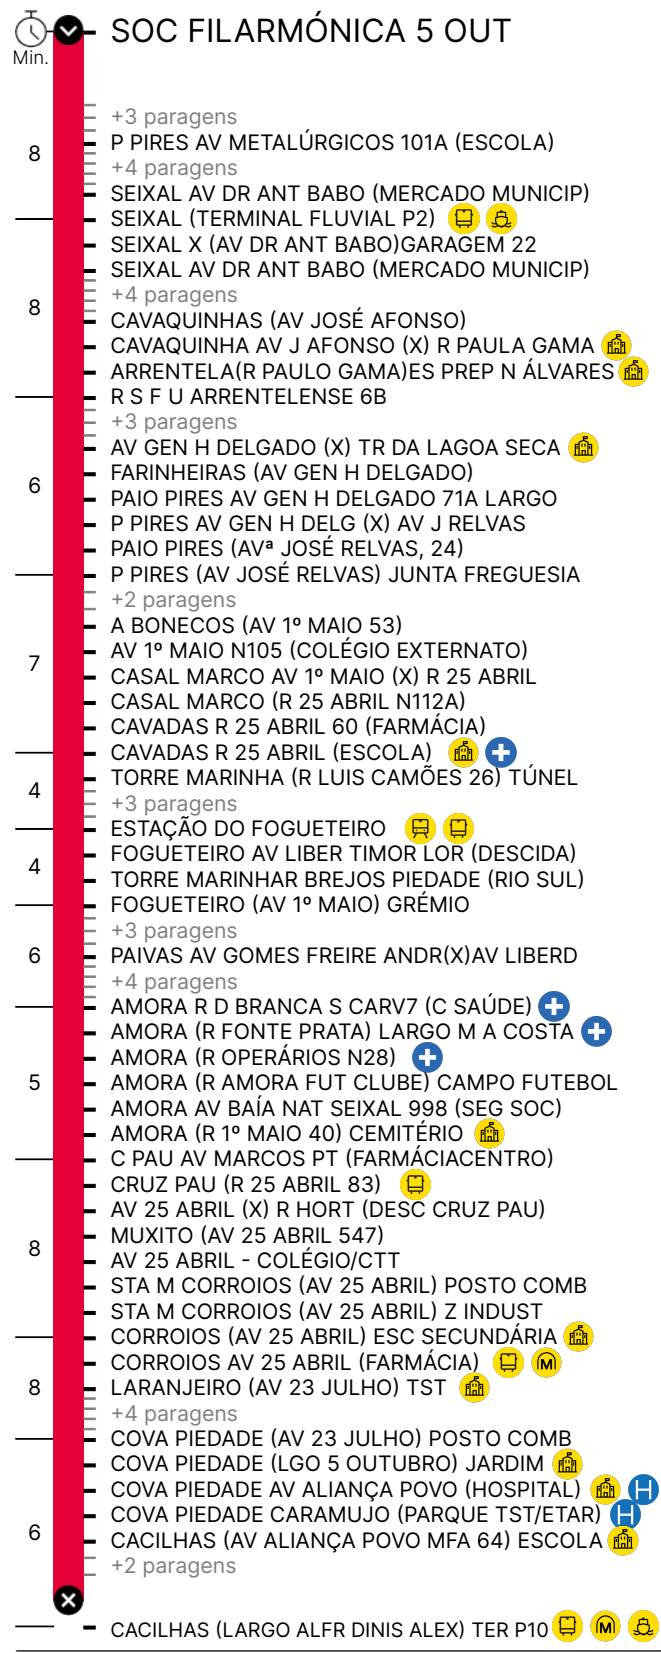 SOC FILARMÓNICA 5 OUT
Min.
+3 paragens
P PIRES AV METALÚRGICOS 101A (ESCOLA)
8
+4 paragens
SEIXAL AV DR ANT BABO (MERCADO MUNICIP)
SEIXAL (TERMINAL FLUVIAL P2)
SEIXAL X (AV DR ANT BABO)GARAGEM 22
SEIXAL AV DR ANT BABO (MERCADO MUNICIP)
+4 paragens
8
CAVAQUINHAS (AV JOSÉ AFONSO)
CAVAQUINHA AV J AFONSO (X) R PAULA GAMA
ARRENTELA(R PAULO GAMA)ES PREP N ÁLVARES
R S F U ARRENTELENSE 6B
+3 paragens
AV GEN H DELGADO (X) TR DA LAGOA SECA
FARINHEIRAS (AV GEN H DELGADO)
6
PAIO PIRES AV GEN H DELGADO 71A LARGO
P PIRES AV GEN H DELG (X) AV J RELVAS
PAIO PIRES (AVª JOSÉ RELVAS, 24)
P PIRES (AV JOSÉ RELVAS) JUNTA FREGUESIA
+2 paragens
A BONECOS (AV 1º MAIO 53)
AV 1º MAIO N105 (COLÉGIO EXTERNATO)
7
CASAL MARCO AV 1º MAIO (X) R 25 ABRIL
CASAL MARCO (R 25 ABRIL N112A)
CAVADAS R 25 ABRIL 60 (FARMÁCIA)
CAVADAS R 25 ABRIL (ESCOLA)
TORRE MARINHA (R LUIS CAMÕES 26) TÚNEL
4
+3 paragens
ESTAÇÃO DO FOGUETEIRO
FOGUETEIRO AV LIBER TIMOR LOR (DESCIDA)
4
TORRE MARINHAR BREJOS PIEDADE (RIO SUL)
FOGUETEIRO (AV 1º MAIO) GRÉMIO
+3 paragens
6
PAIVAS AV GOMES FREIRE ANDR(X)AV LIBERD
+4 paragens
AMORA R D BRANCA S CARV7 (C SAÚDE)
AMORA (R FONTE PRATA) LARGO M A COSTA
AMORA (R OPERÁRIOS N28)
5
AMORA (R AMORA FUT CLUBE) CAMPO FUTEBOL
AMORA AV BAÍA NAT SEIXAL 998 (SEG SOC)
AMORA (R 1º MAIO 40) CEMITÉRIO
C PAU AV MARCOS PT (FARMÁCIACENTRO)
CRUZ PAU (R 25 ABRIL 83)
AV 25 ABRIL (X) R HORT (DESC CRUZ PAU)
MUXITO (AV 25 ABRIL 547)
8
AV 25 ABRIL - COLÉGIO/CTT
STA M CORROIOS (AV 25 ABRIL) POSTO COMB
STA M CORROIOS (AV 25 ABRIL) Z INDUST
CORROIOS (AV 25 ABRIL) ESC SECUNDÁRIA
CORROIOS AV 25 ABRIL (FARMÁCIA) M
8
LARANJEIRO (AV 23 JULHO) TST
+4 paragens
COVA PIEDADE (AV 23 JULHO) POSTO COMB
COVA PIEDADE (LGO 5 OUTUBRO) JARDIM
COVA PIEDADE AV ALIANÇA POVO (HOSPITAL) H
COVA PIEDADE CARAMUJO (PARQUE TST/ETAR) H
6
CACILHAS (AV ALIANÇA POVO MFA 64) ESCOLA
+2 paragens
CACILHAS (LARGO ALFR DINIS ALEX) TER P10 M